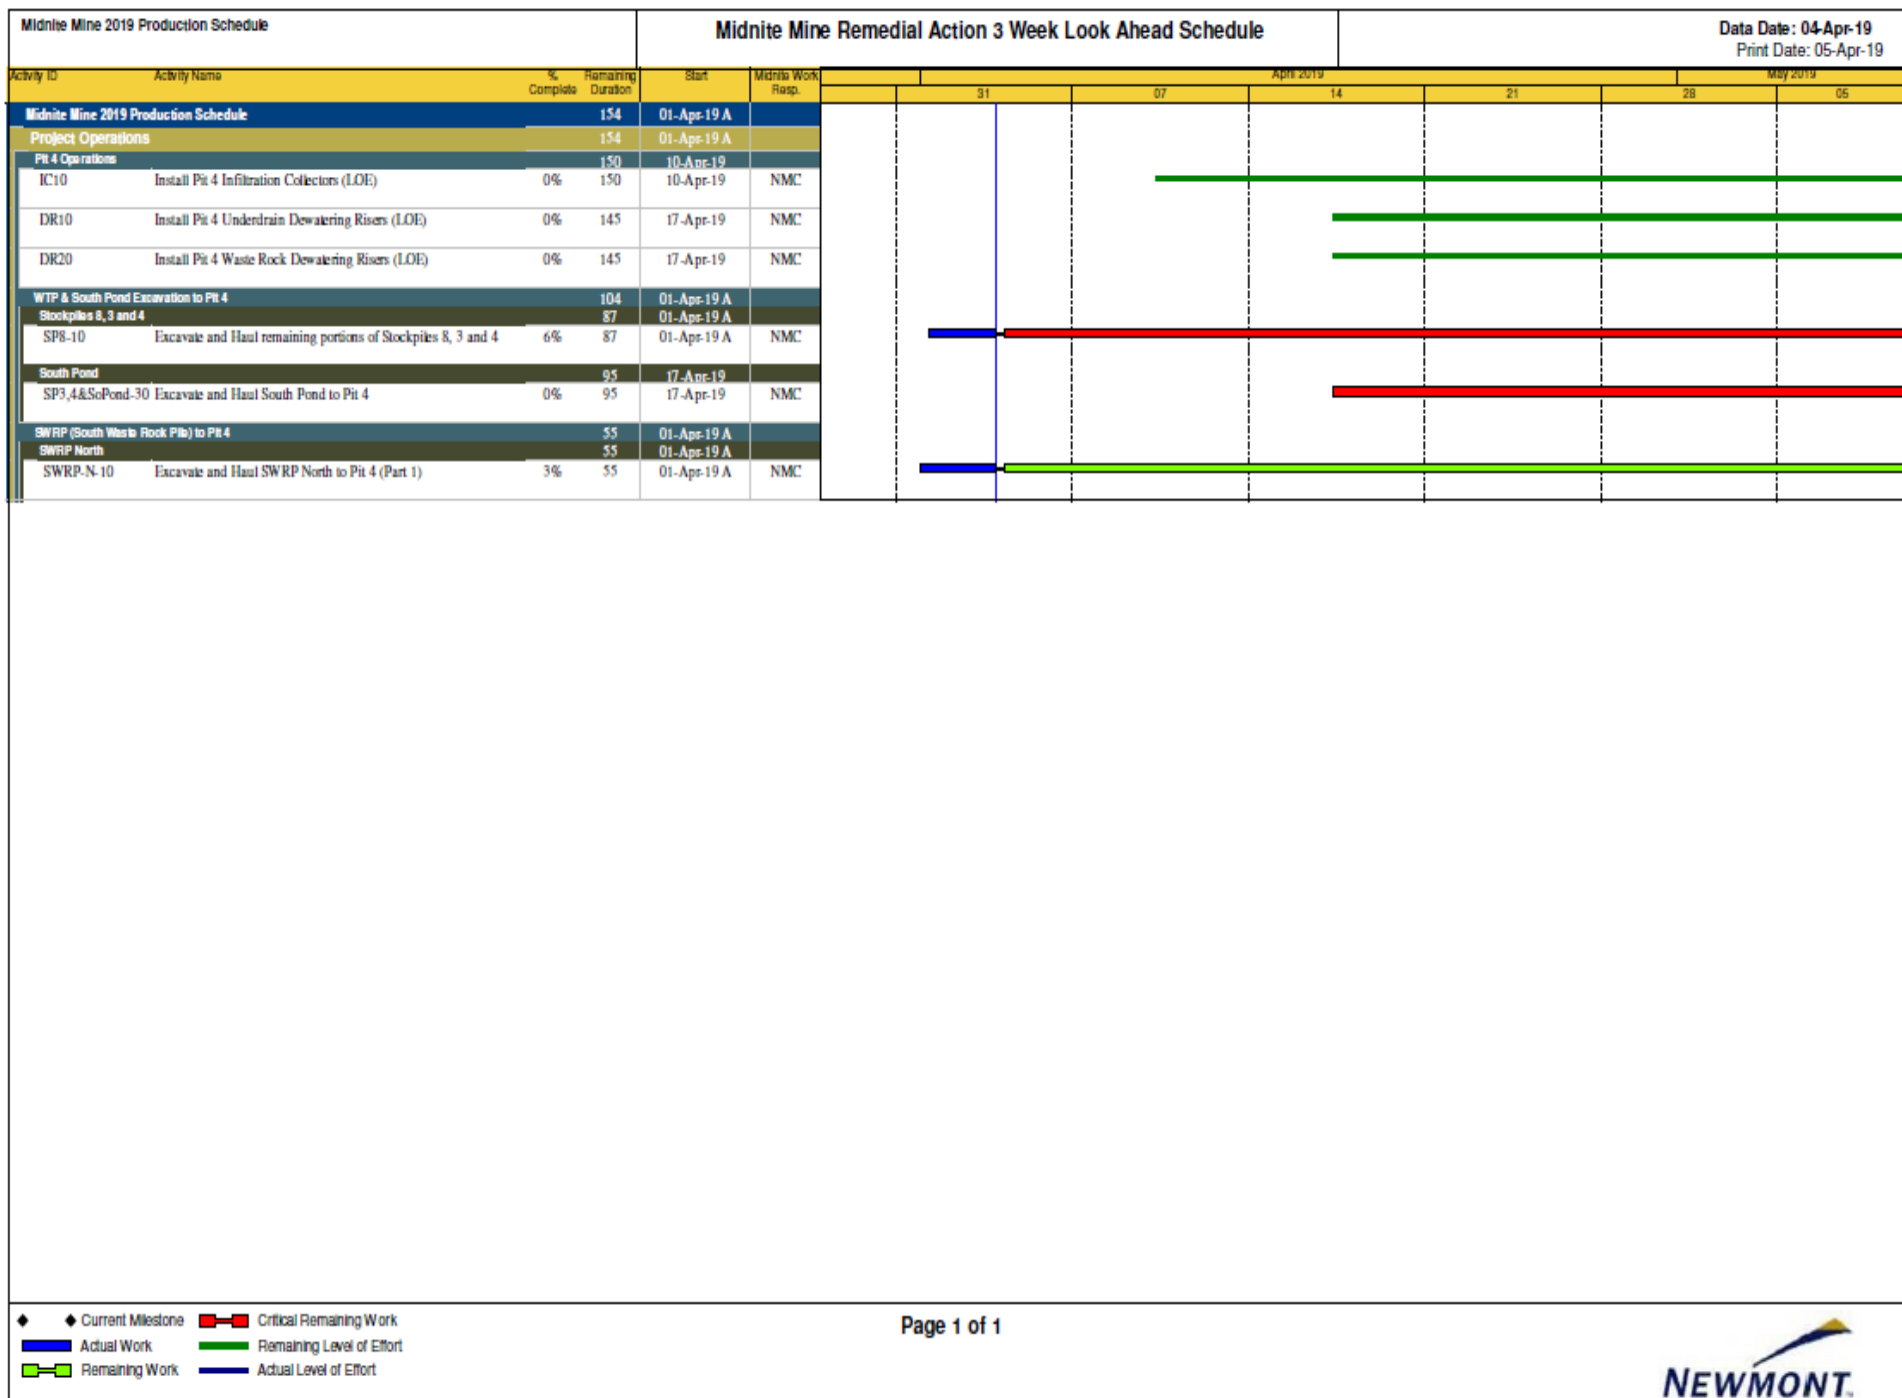 Midnite Mine 2019 Production Schedule
Midnite Mine Remedial Action 3 Week Look Ahead Schedule
Data Date: 04-Apr-19
Print Date: 05-Apr-19
Activity ID Activity Name % Complete Remaining Duration Start Midnite Work Resp. April 2019 May 2019
31 07 14 21 28 05
Midnite Mine 2019 Production Schedule 154 01-Apr-19 A
Project Operations 154 01-Apr-19 A
Pit 4 Operations 150 10-Apr-19
IC10 Install Pit 4 Infiltration Collectors (LOE) 0% 150 10-Apr-19 NMC
DR10 Install Pit 4 Underdrain Dewatering Risers (LOE) 0% 145 17-Apr-19 NMC
DR20 Install Pit 4 Waste Rock Dewatering Risers (LOE) 0% 145 17-Apr-19 NMC
WTP & South Pond Excavation to Pit 4 104 01-Apr-19 A
Stockpiles 8, 3 and 4 87 01-Apr-19 A
SP8-10 Excavate and Haul remaining portions of Stockpiles 8, 3 and 4 6% 87 01-Apr-19 A NMC
South Pond 95 17-Apr-19
SP3,4&SoPond-30 Excavate and Haul South Pond to Pit 4 0% 95 17-Apr-19 NMC
SWRP (South Waste Rock Pile) to Pit 4 55 01-Apr-19 A
SWRP North 55 01-Apr-19 A
SWRP-N-10 Excavate and Haul SWRP North to Pit 4 (Part 1) 3% 55 01-Apr-19 A NMC
Current Milestone Critical Remaining Work
Actual Work Remaining Level of Effort
Remaining Work Actual Level of Effort
Page 1 of 1
NEWMONT